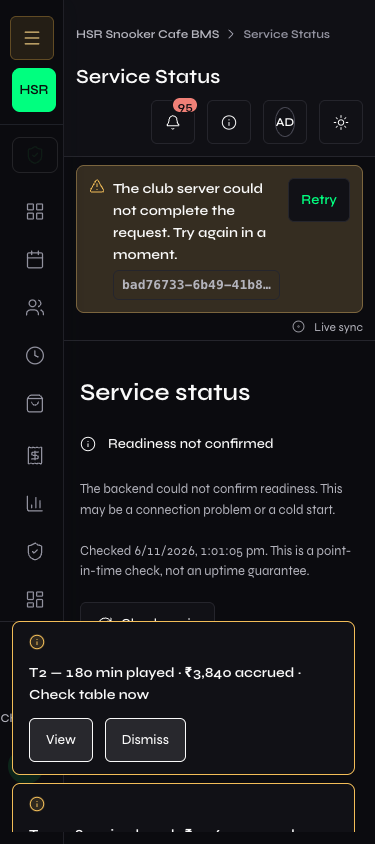 HSR Snooker Cafe BMS > Service Status
HSR
Service Status
95
AD
The club server could
not complete the
request. Try again in a
moment.
Retry
bad76733-6b49-41b8…
Live sync
Service status
Readiness not confirmed
The backend could not confirm readiness. This
may be a connection problem or a cold start.
Checked 6/11/2026, 1:01:05 pm. This is a point-
in-time check, not an uptime guarantee.
T2 — 180 min played · ₹3,840 accrued ·
Check table now
View
Dismiss